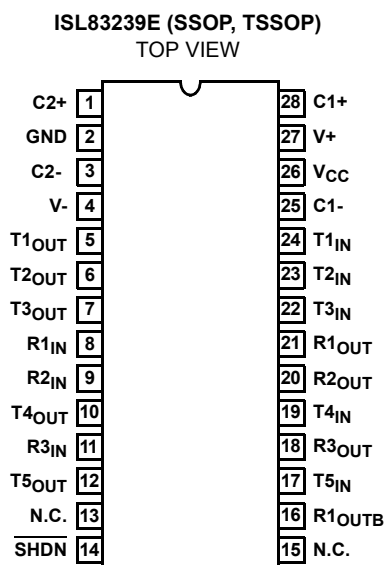 ISL83239E (SSOP, TSSOP)
TOP VIEW
C2+ 1 28 C1+
GND 2 27 V+
C2- 3 26 VCC
V- 4 25 C1-
T1OUT 5 24 T1IN
T2OUT 6 23 T2IN
T3OUT 7 22 T3IN
R1IN 8 21 R1OUT
R2IN 9 20 R2OUT
T4OUT 10 19 T4IN
R3IN 11 18 R3OUT
T5OUT 12 17 T5IN
N.C. 13 16 R1OUTB
SHDN 14 15 N.C.